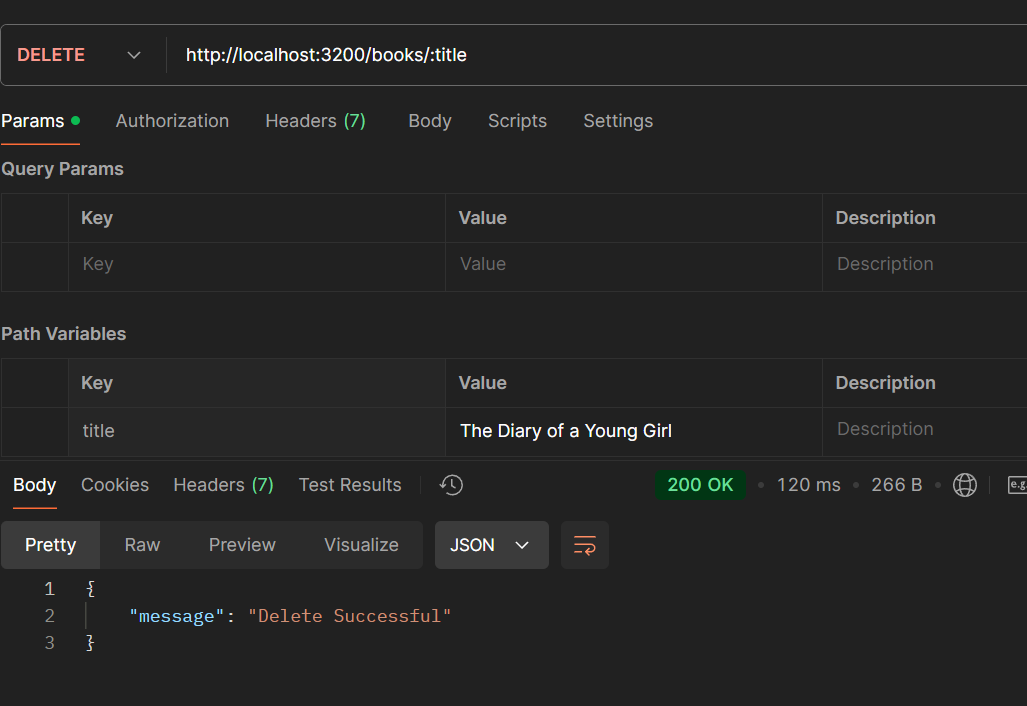 DELETE http://localhost:3200/books/:title
Params Authorization Headers (7) Body Scripts Settings
Query Params
Key Value Description
Key Value Description
Path Variables
Key Value Description
title The Diary of a Young Girl Description
Body Cookies Headers (7) Test Results 200 OK 120 ms 266 B e.g.
Pretty Raw Preview Visualize JSON
1 {
2 "message": "Delete Successful"
3 }